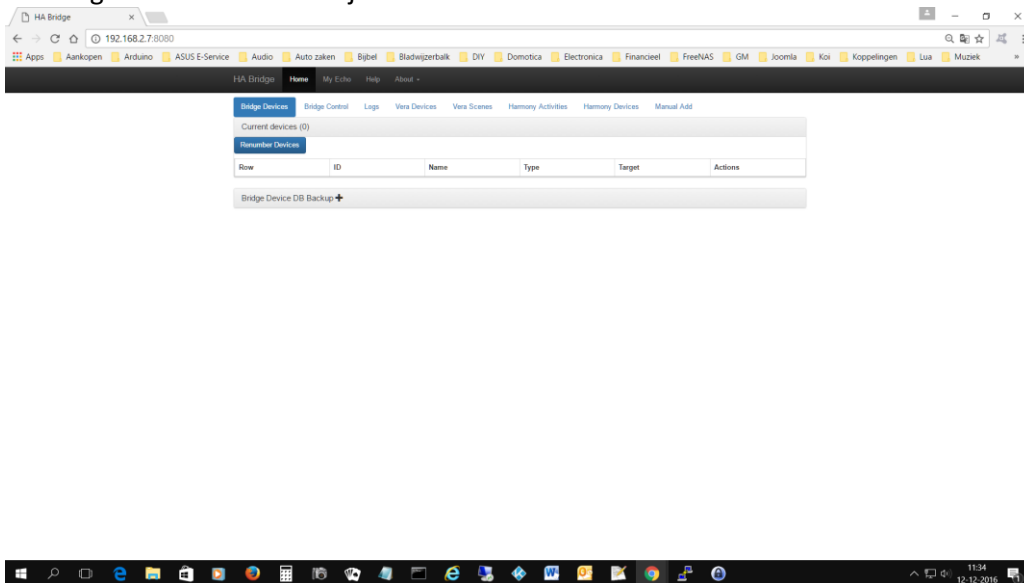 HA Bridge
192.168.2.7:8080
Apps Aankopen Arduino ASUS E-Service Audio Auto zaken Bijbel Bladwijzerbalk DIY Domotica Electronica Financieel FreeNAS GM Joomla Koi Koppelingen Lua Muziek »
HA Bridge Home My Echo Help About
Bridge Devices Bridge Control Logs Vera Devices Vera Scenes Harmony Activities Harmony Devices Manual Add
Current devices (0)
Renumber Devices
Row ID Name Type Target Actions
Bridge Device DB Backup
11:34
12-12-2016